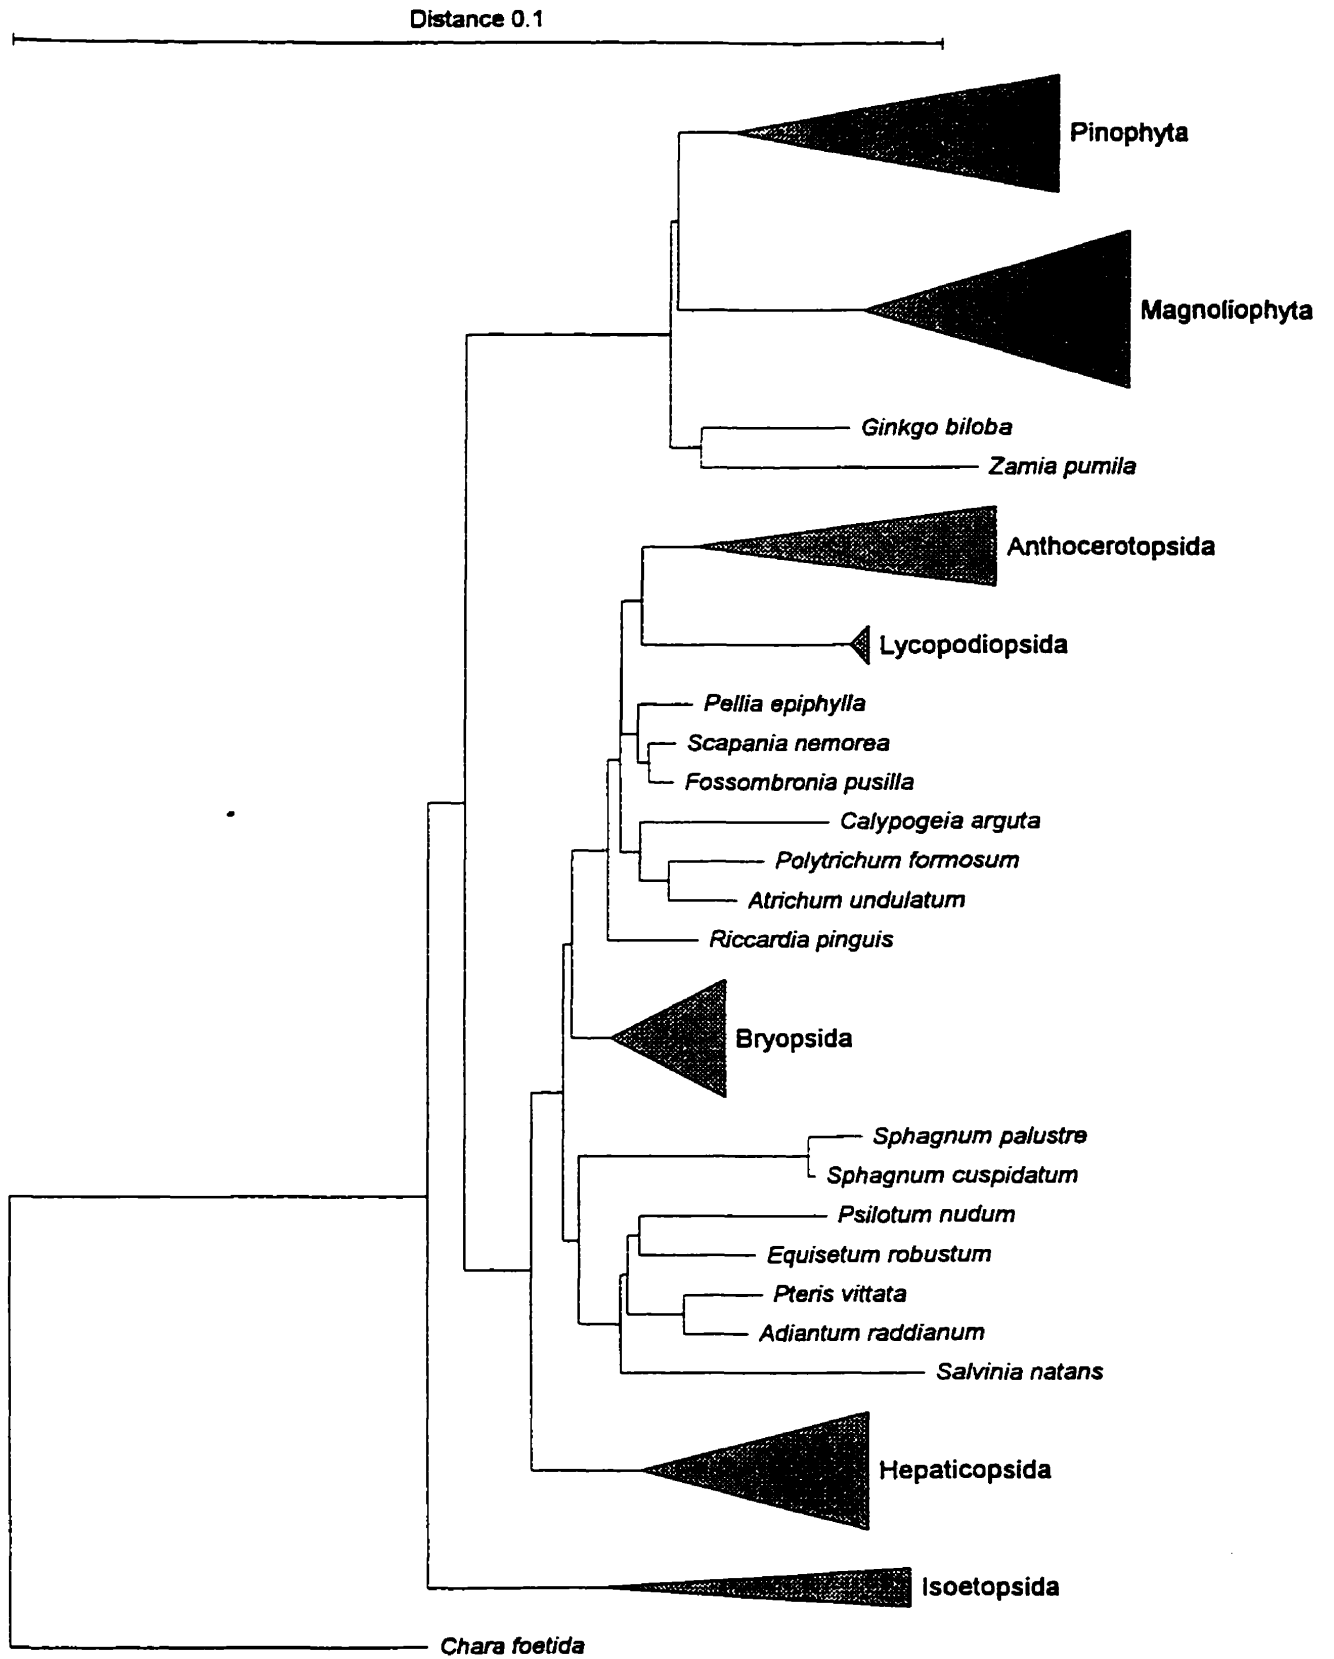 Distance 0.1
Pinophyta
Magnoliophyta
Ginkgo biloba
Zamia pumila
Anthocerotopsida
Lycopodiopsida
Pellia epiphylla
Scapania nemorea
Fossombronia pusilla
Calypogeia arguta
Polytrichum formosum
Atrichum undulatum
Riccardia pinguis
Bryopsida
Sphagnum palustre
Sphagnum cuspidatum
Psilotum nudum
Equisetum robustum
Pteris vittata
Adiantum raddianum
Salvinia natans
Hepaticopsida
Isoetopsida
Chara foetida